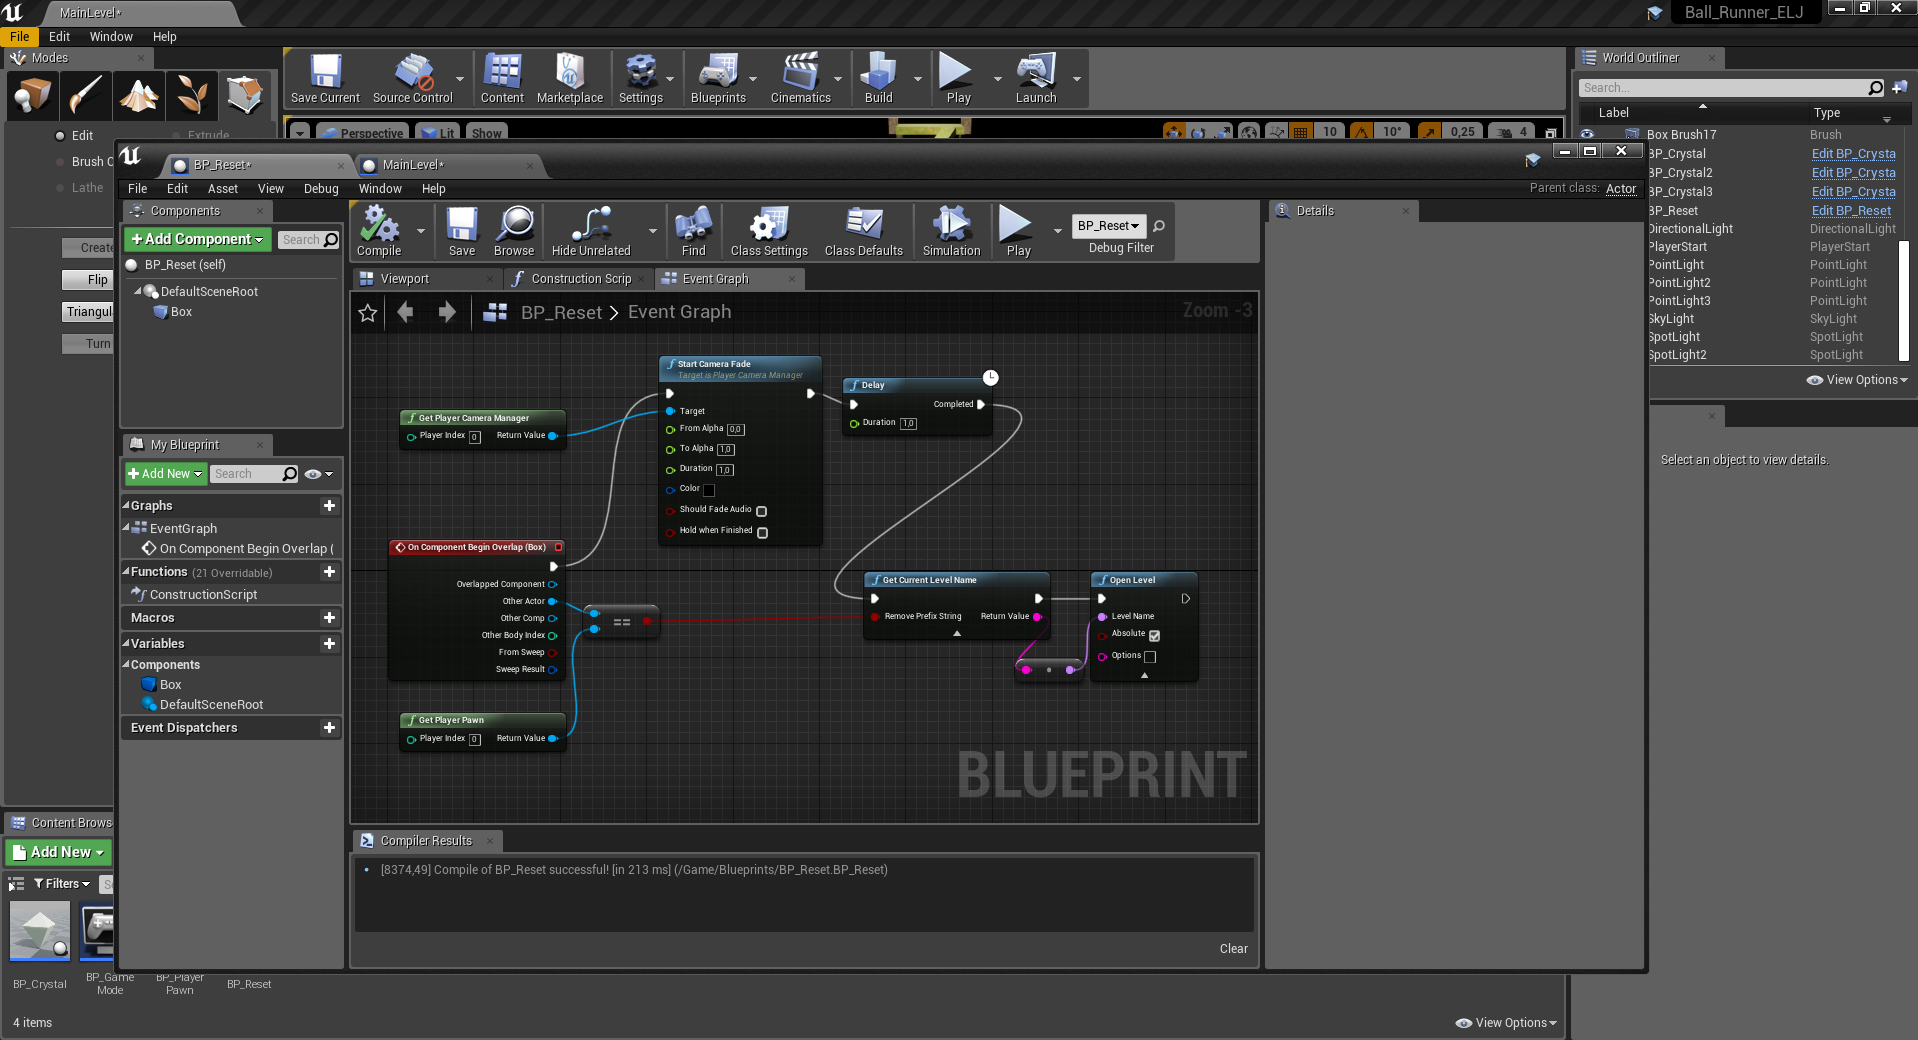 MainLevel*
Ball_Runner_ELJ
File Edit Window Help
Modes
World Outliner
Save Current
Source Control
Content
Marketplace
Settings
Blueprints
Cinematics
Build
Play
Launch
Search...
Label
Type
Edit
Extrude
Perspective
Lit
Show
10
10°
0,25
4
Box Brush17 Brush
BP_Crystal Edit BP_Crysta
BP_Crystal2 Edit BP_Crysta
BP_Crystal3 Edit BP_Crysta
BP_Reset Edit BP_Reset
DirectionalLight DirectionalLight
PlayerStart PlayerStart
PointLight PointLight
PointLight2 PointLight
PointLight3 PointLight
SkyLight SkyLight
SpotLight SpotLight
SpotLight2 SpotLight
View Options
Select an object to view details.
Brush C
Lathe
Create
Flip
Triangul
Turn
BP_Reset*
MainLevel*
File Edit Asset View Debug Window Help
Parent class: Actor
Components
+Add Component
Search
BP_Reset (self)
DefaultSceneRoot
Box
Compile
Save
Browse
Hide Unrelated
Find
Class Settings
Class Defaults
Simulation
Play
BP_Reset
Debug Filter
Details
Viewport
Construction Scrip
Event Graph
BP_Reset > Event Graph
Zoom -3
My Blueprint
+Add New
Search
Graphs
EventGraph
On Component Begin Overlap (
Functions (21 Overridable)
ConstructionScript
Macros
Variables
Components
Box
DefaultSceneRoot
Event Dispatchers
Start Camera Fade
Target is Player Camera Manager
Target
From Alpha 0,0
To Alpha 1,0
Duration 1,0
Color
Should Fade Audio
Hold when Finished
Delay
Completed
Duration 1,0
Get Player Camera Manager
Player Index 0 Return Value
On Component Begin Overlap (Box)
Overlapped Component
Other Actor
Other Comp
Other Body Index
From Sweep
Sweep Result
==
Get Player Pawn
Player Index 0 Return Value
Get Current Level Name
Remove Prefix String Return Value
Open Level
Level Name
Absolute
Options
BLUEPRINT
Compiler Results
[8374,49] Compile of BP_Reset successful! [in 213 ms] (/Game/Blueprints/BP_Reset.BP_Reset)
Clear
Content Brows
Add New
Filters
BP_Crystal
BP_Game
Mode
BP_Player
Pawn
BP_Reset
4 items
View Options